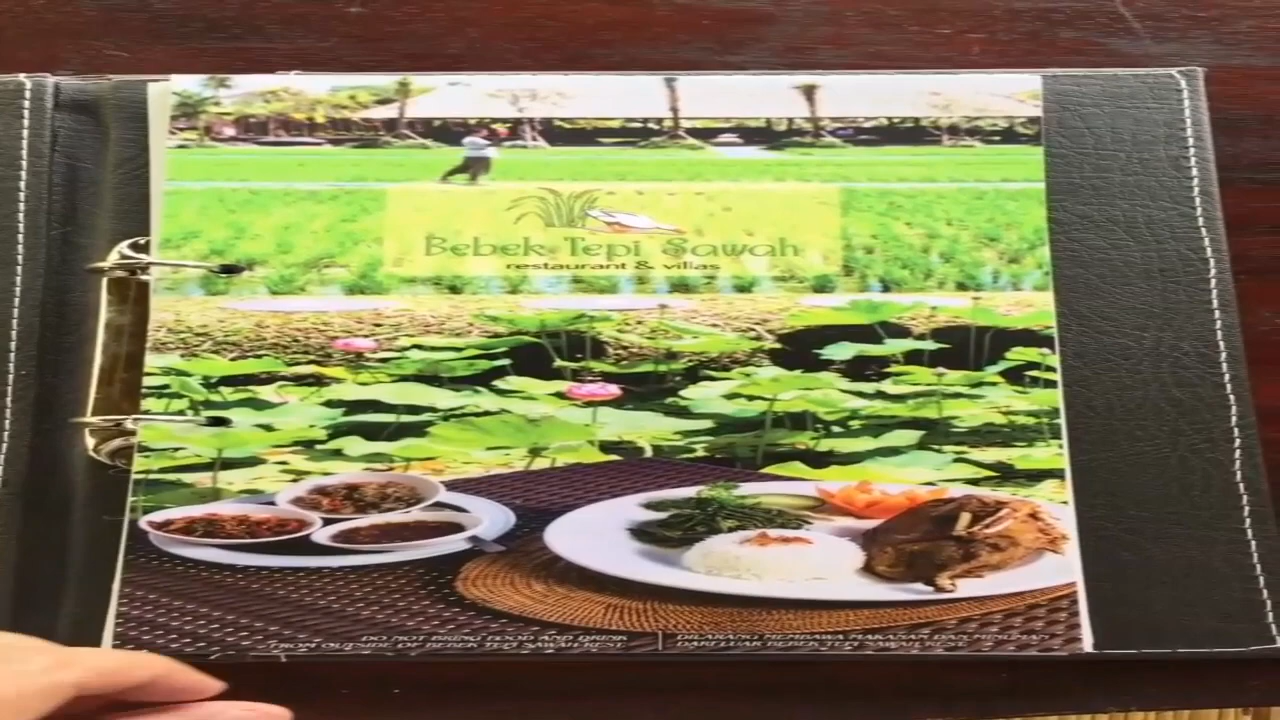 Bebek Tepi Sawah
restaurant & villas
DO NOT BRING FOOD AND DRINK
FROM OUTSIDE OF BEBEK TEPI SAWAH REST.
DILARANG MEMBAWA MAKANAN DAN MINUMAN
DARI LUAR BEBEK TEPI SAWAH REST.